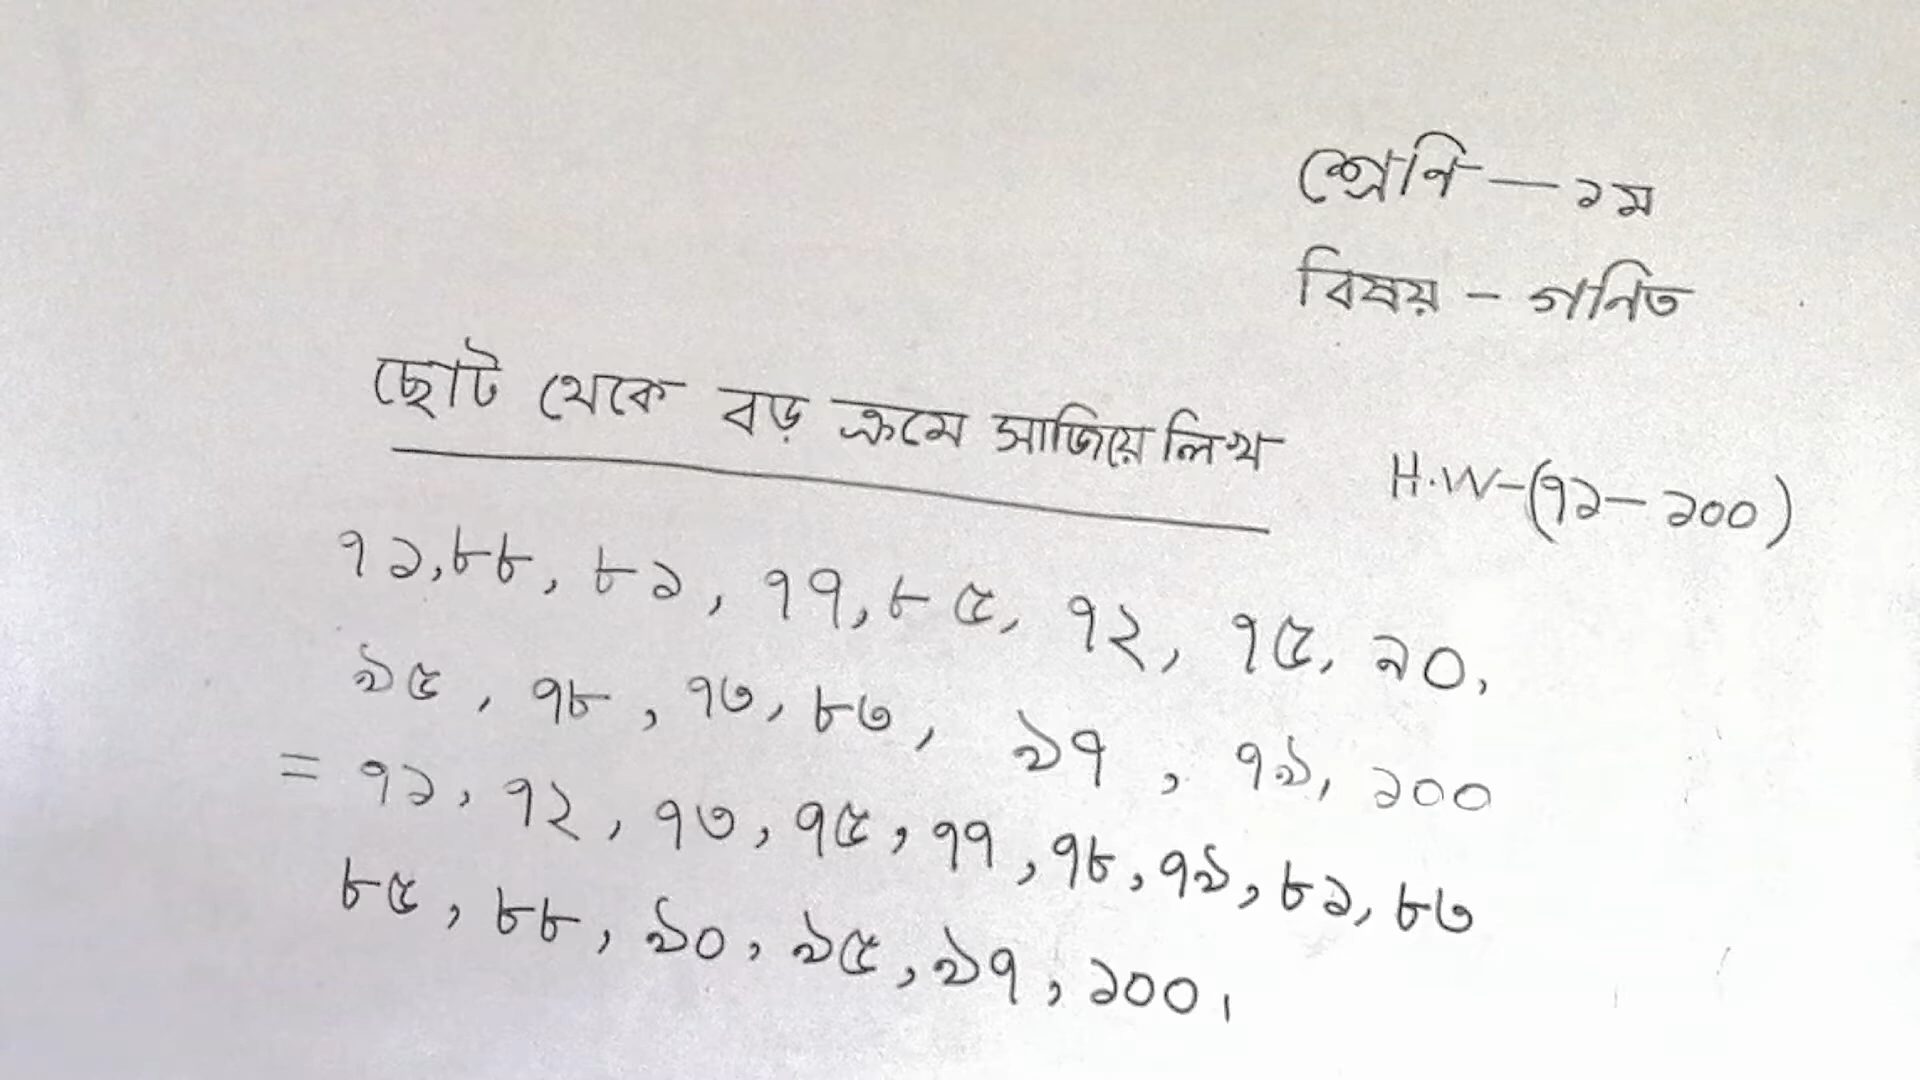 শ্রেনি — ১ম
বিষয় - গনিত
ছোট থেকে বড় ক্রমে সাজিয়ে লিখ
H.W-(৭১- ১০০)
৭১,৮৮, ৮১, ৭৭,৮৫, ৭২, ৭৫, ৯০,
৯৫, ৭৮, ৭৩, ৮৩, ৯৭, ৭৯, ১০০
= ৭১, ৭২, ৭৩, ৭৫, ৭৭, ৭৮, ৭৯, ৮১, ৮৩
৮৫, ৮৮, ৯০, ৯৫, ৯৭, ১০০।